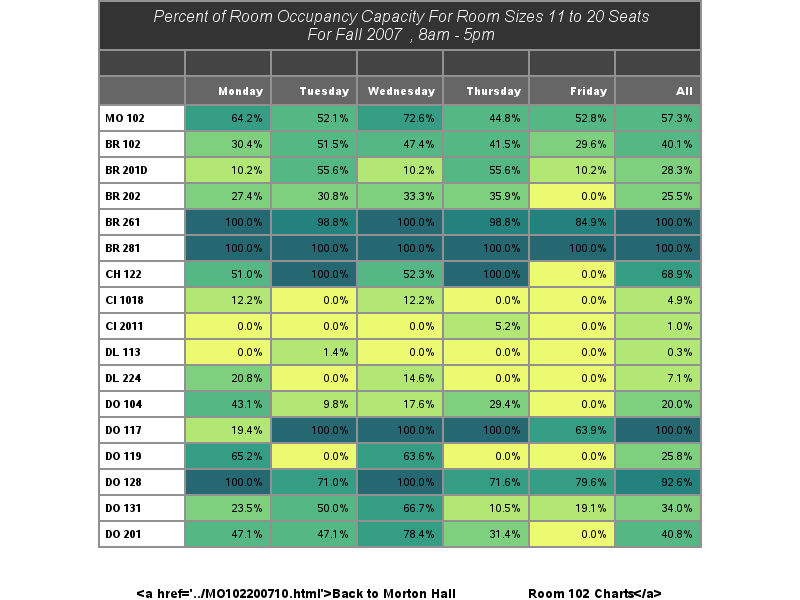 Percent of Room Occupancy Capacity For Room Sizes 11 to 20 Seats
For Fall 2007 , 8am - 5pm
Monday Tuesday Wednesday Thursday Friday All
MO 102 64.2% 52.1% 72.6% 44.8% 52.8% 57.3%
BR 102 30.4% 51.5% 47.4% 41.5% 29.6% 40.1%
BR 201D 10.2% 55.6% 10.2% 55.6% 10.2% 28.3%
BR 202 27.4% 30.8% 33.3% 35.9% 0.0% 25.5%
BR 261 100.0% 98.8% 100.0% 98.8% 84.9% 100.0%
BR 281 100.0% 100.0% 100.0% 100.0% 100.0% 100.0%
CH 122 51.0% 100.0% 52.3% 100.0% 0.0% 68.9%
CI 1018 12.2% 0.0% 12.2% 0.0% 0.0% 4.9%
CI 2011 0.0% 0.0% 0.0% 5.2% 0.0% 1.0%
DL 113 0.0% 1.4% 0.0% 0.0% 0.0% 0.3%
DL 224 20.8% 0.0% 14.6% 0.0% 0.0% 7.1%
DO 104 43.1% 9.8% 17.6% 29.4% 0.0% 20.0%
DO 117 19.4% 100.0% 100.0% 100.0% 63.9% 100.0%
DO 119 65.2% 0.0% 63.6% 0.0% 0.0% 25.8%
DO 128 100.0% 71.0% 100.0% 71.6% 79.6% 92.6%
DO 131 23.5% 50.0% 66.7% 10.5% 19.1% 34.0%
DO 201 47.1% 47.1% 78.4% 31.4% 0.0% 40.8%
<a href='../MO102200710.html'>Back to Morton Hall Room 102 Charts</a>